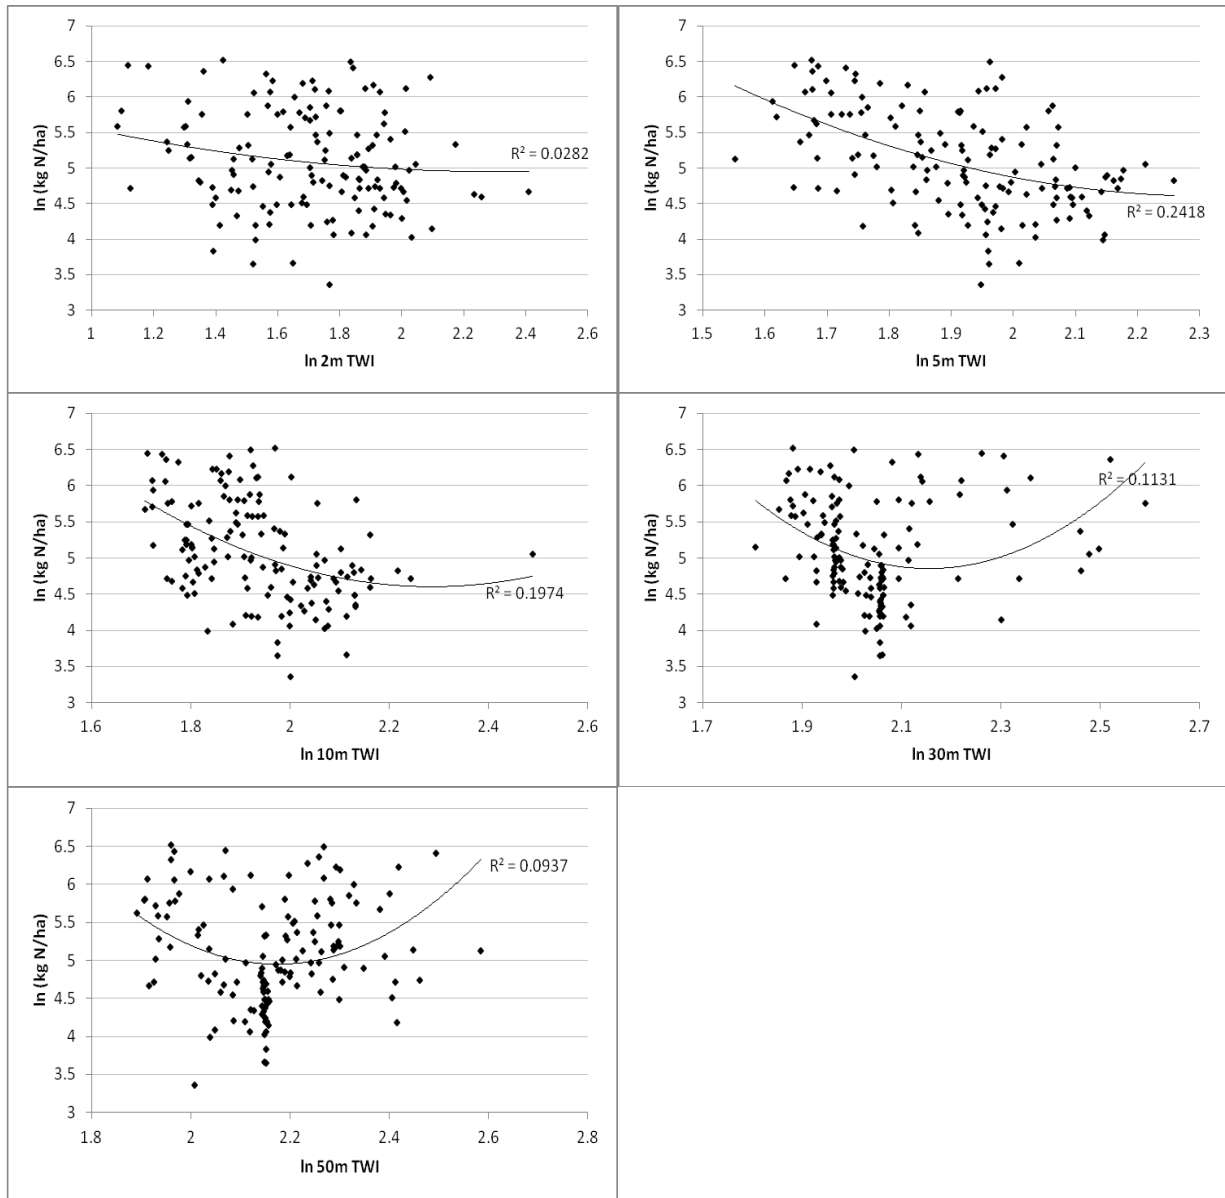 7
6.5
6
5.5
5
4.5
4
3.5
3
ln (kg N/ha)
R² = 0.0282
1 1.2 1.4 1.6 1.8 2 2.2 2.4 2.6
ln 2m TWI
7
6.5
6
5.5
5
4.5
4
3.5
3
ln (kg N/ha)
R² = 0.2418
1.5 1.6 1.7 1.8 1.9 2 2.1 2.2 2.3
ln 5m TWI
7
6.5
6
5.5
5
4.5
4
3.5
3
ln (kg N/ha)
R² = 0.1974
1.6 1.8 2 2.2 2.4 2.6
ln 10m TWI
7
6.5
6
5.5
5
4.5
4
3.5
3
ln (kg N/ha)
R² = 0.1131
1.7 1.9 2.1 2.3 2.5 2.7
ln 30m TWI
7
6.5
6
5.5
5
4.5
4
3.5
3
ln (kg N/ha)
R² = 0.0937
1.8 2 2.2 2.4 2.6 2.8
ln 50m TWI